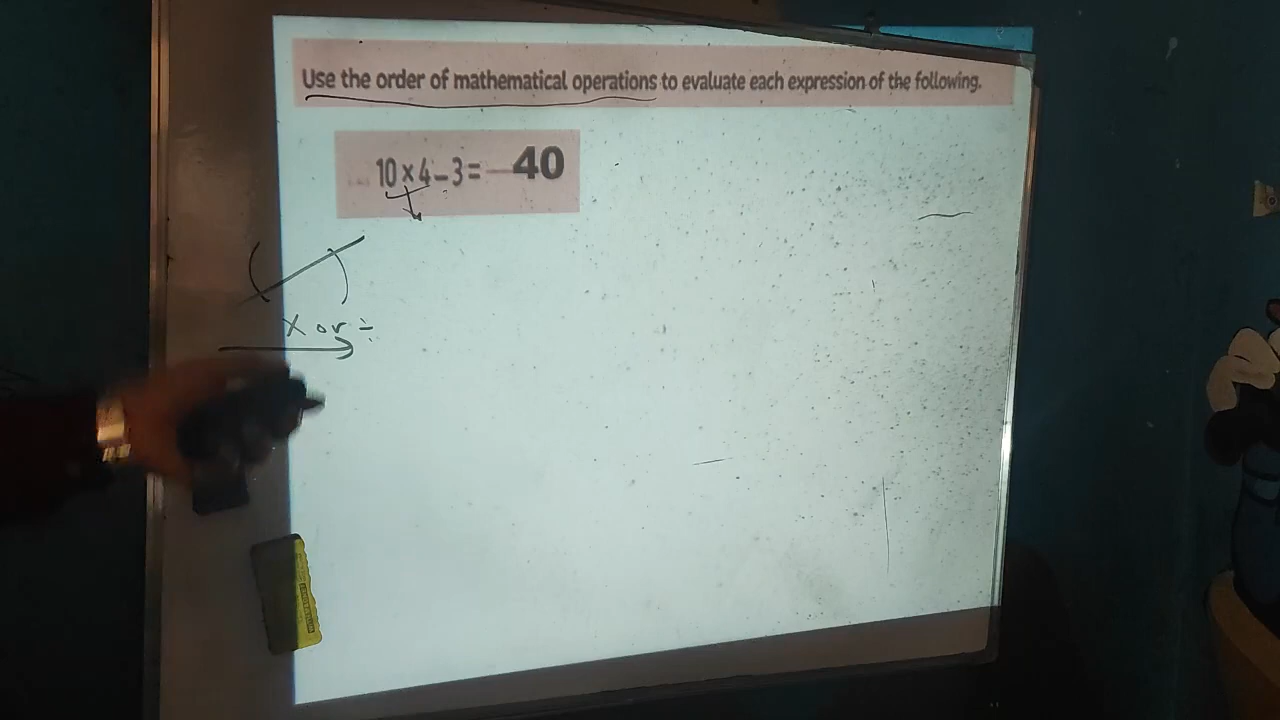 Use the order of mathematical operations to evaluate each expression of the following.
10 × 4 – 3 = 40
( )
× or ÷